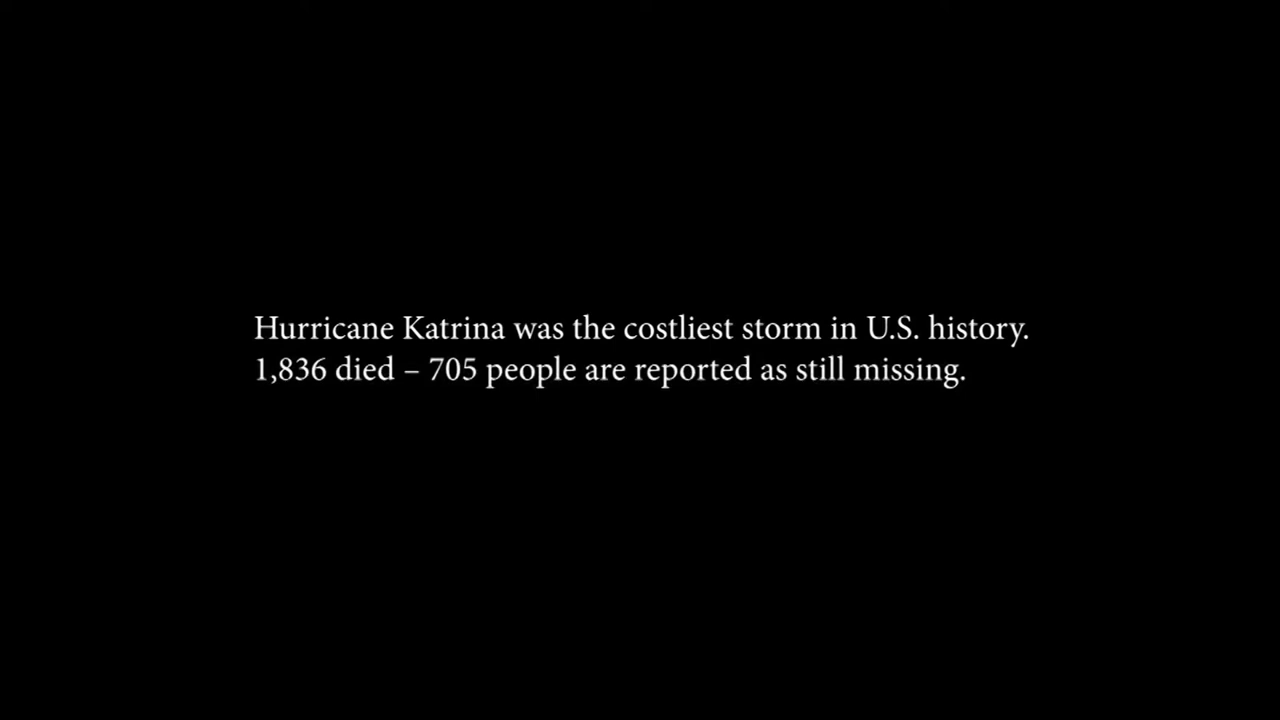 Hurricane Katrina was the costliest storm in U.S. history.
1,836 died – 705 people are reported as still missing.